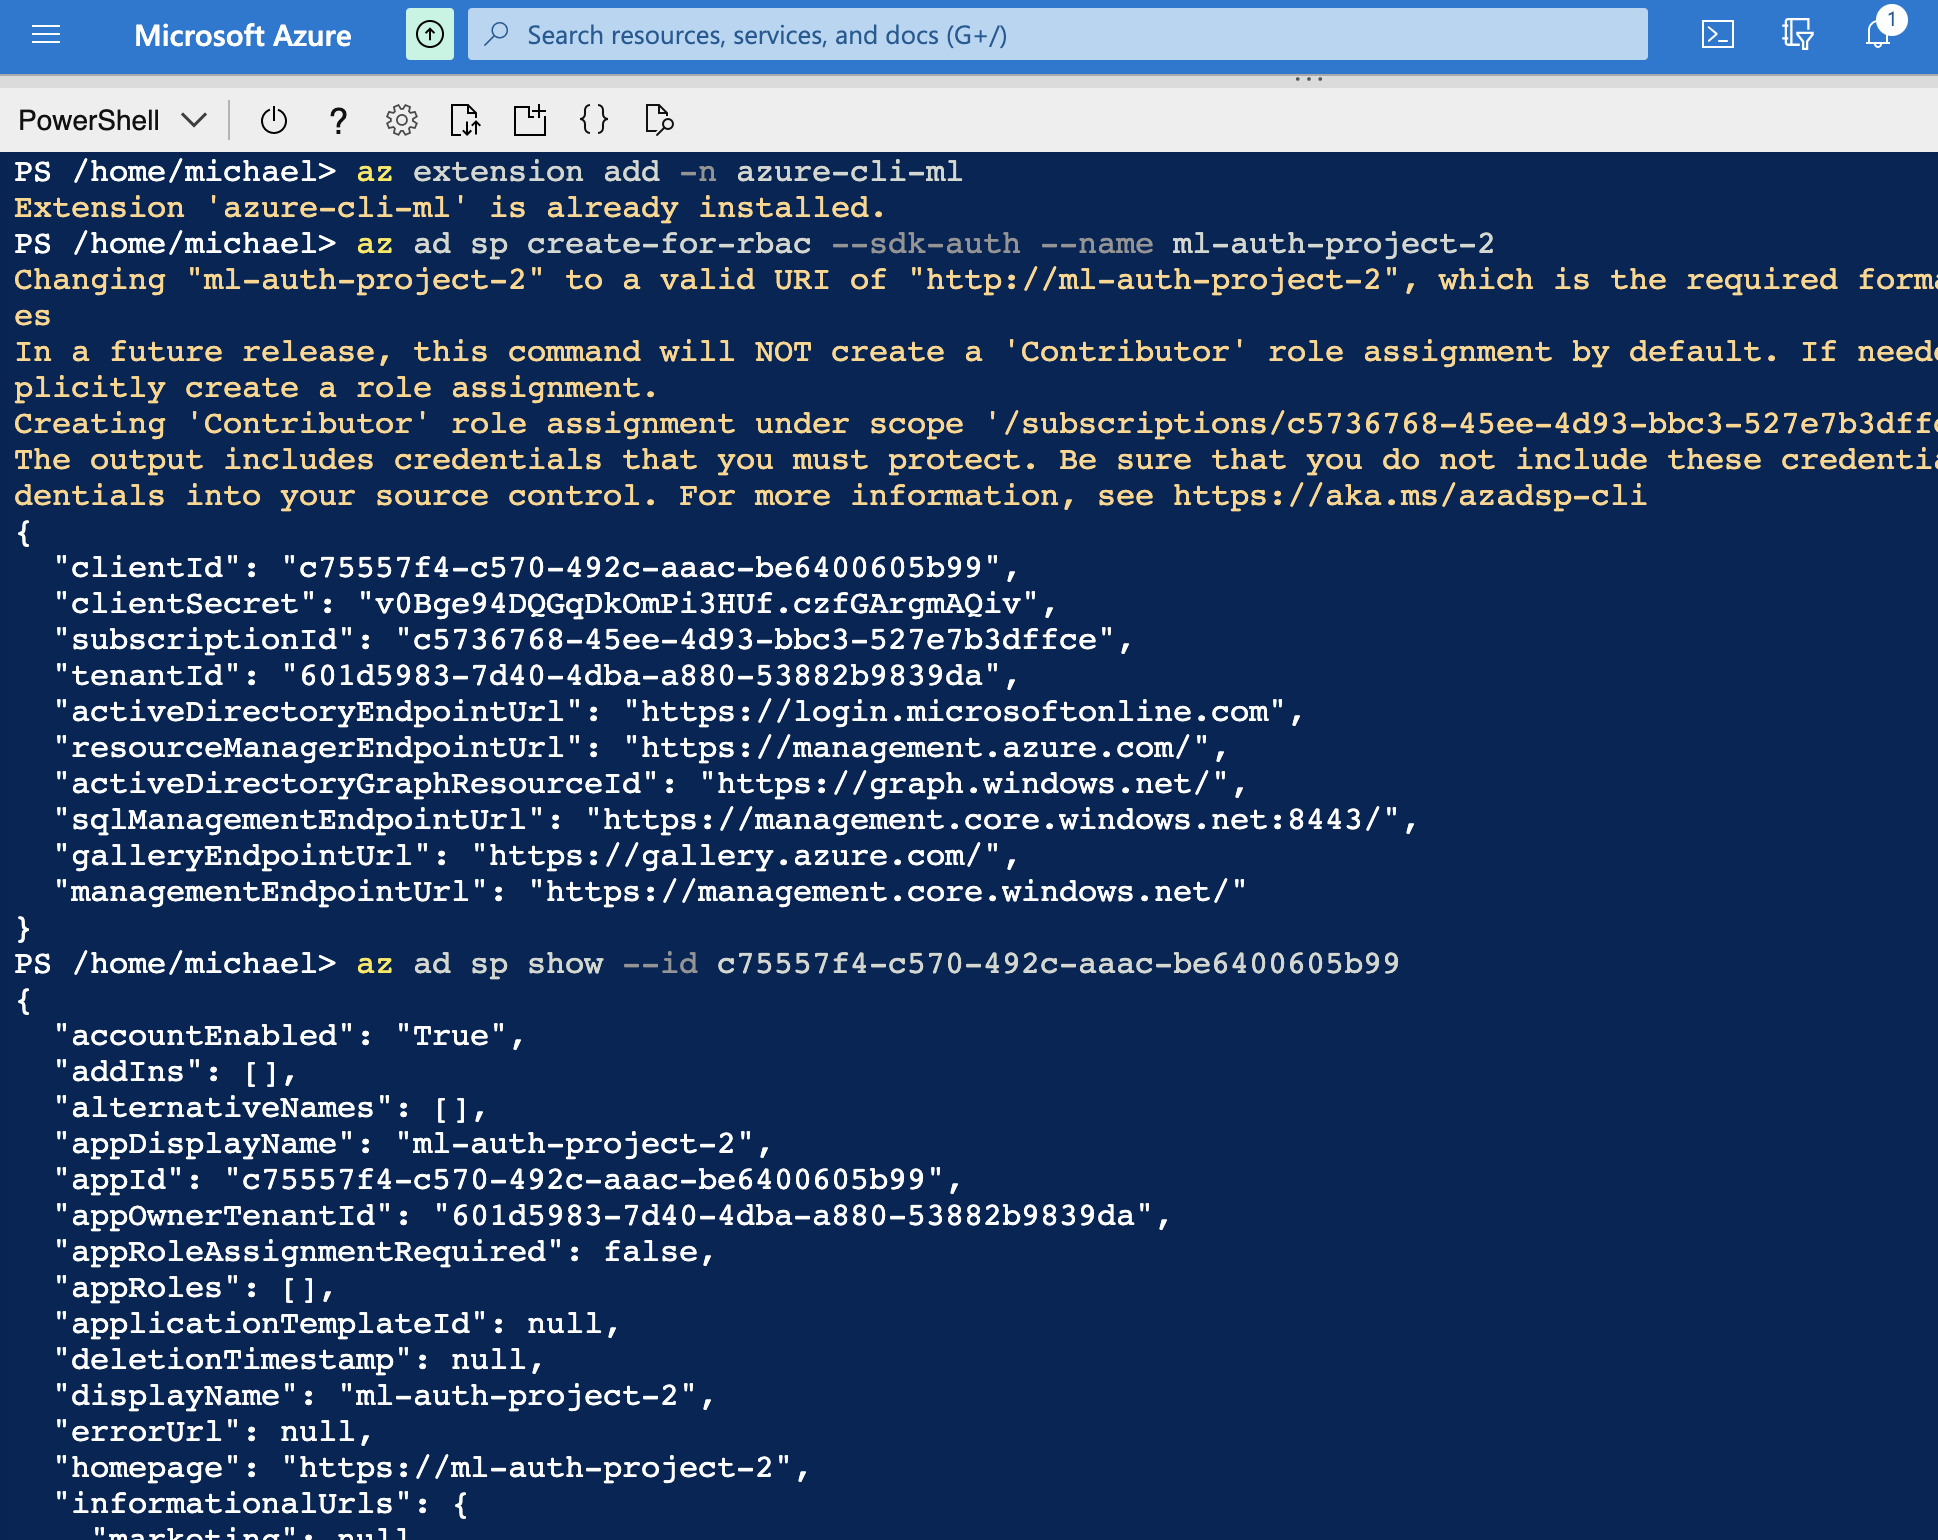 Microsoft Azure
Search resources, services, and docs (G+/)
1
PowerShell
PS /home/michael> az extension add -n azure-cli-ml
Extension 'azure-cli-ml' is already installed.
PS /home/michael> az ad sp create-for-rbac --sdk-auth --name ml-auth-project-2
Changing "ml-auth-project-2" to a valid URI of "http://ml-auth-project-2", which is the required
es
In a future release, this command will NOT create a 'Contributor' role assignment by default. If
plicitly create a role assignment.
Creating 'Contributor' role assignment under scope '/subscriptions/c5736768-45ee-4d93-bbc3-527e7b3dff
The output includes credentials that you must protect. Be sure that you do not include these
dentials into your source control. For more information, see https://aka.ms/azadsp-cli
{
"clientId": "c75557f4-c570-492c-aaac-be6400605b99",
"clientSecret": "v0Bge94DQGqDkOmPi3HUf.czfGArgmAQiv",
"subscriptionId": "c5736768-45ee-4d93-bbc3-527e7b3dffce",
"tenantId": "601d5983-7d40-4dba-a880-53882b9839da",
"activeDirectoryEndpointUrl": "https://login.microsoftonline.com",
"resourceManagerEndpointUrl": "https://management.azure.com/",
"activeDirectoryGraphResourceId": "https://graph.windows.net/",
"sqlManagementEndpointUrl": "https://management.core.windows.net:8443/",
"galleryEndpointUrl": "https://gallery.azure.com/",
"managementEndpointUrl": "https://management.core.windows.net/"
}
PS /home/michael> az ad sp show --id c75557f4-c570-492c-aaac-be6400605b99
{
"accountEnabled": "True",
"addIns": [],
"alternativeNames": [],
"appDisplayName": "ml-auth-project-2",
"appId": "c75557f4-c570-492c-aaac-be6400605b99",
"appOwnerTenantId": "601d5983-7d40-4dba-a880-53882b9839da",
"appRoleAssignmentRequired": false,
"appRoles": [],
"applicationTemplateId": null,
"deletionTimestamp": null,
"displayName": "ml-auth-project-2",
"errorUrl": null,
"homepage": "https://ml-auth-project-2",
"informationalUrls": {
"marketing": null